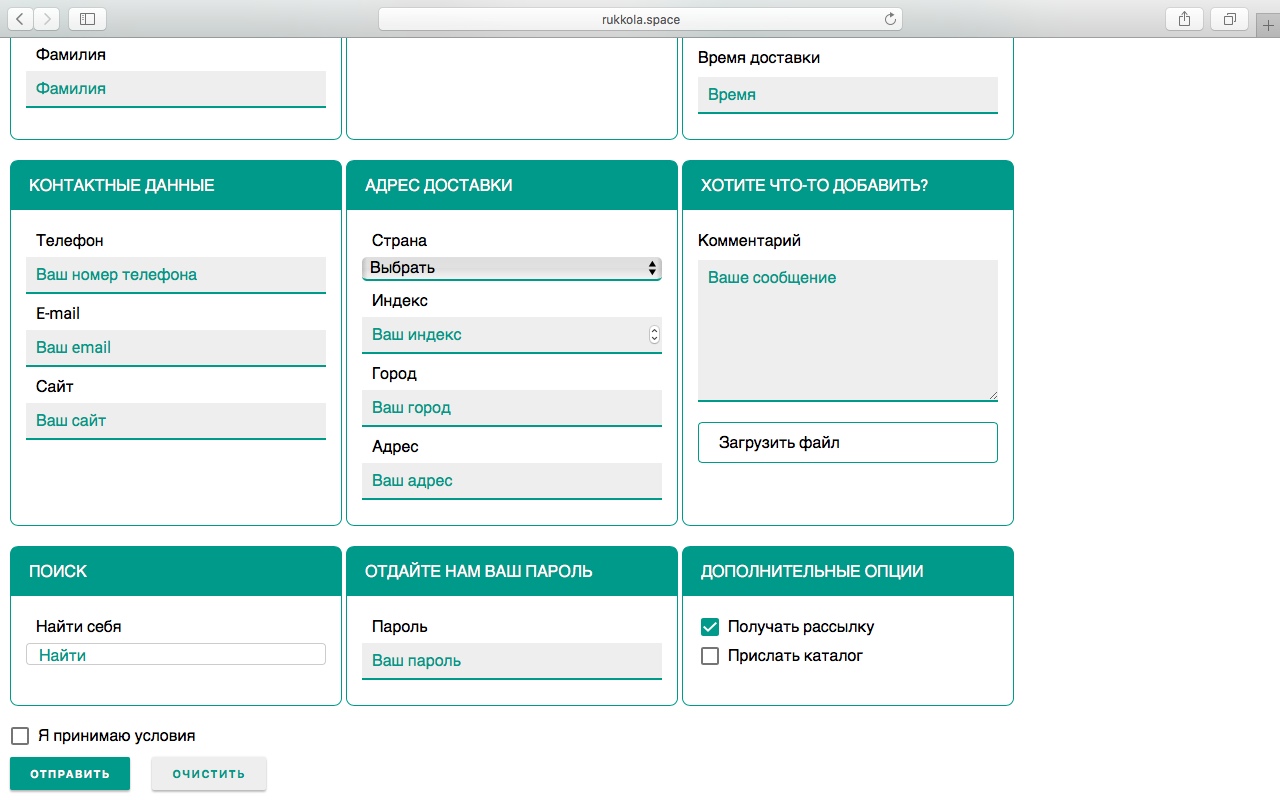 rukkola.space
Фамилия
Фамилия
Время доставки
Время
КОНТАКТНЫЕ ДАННЫЕ
Телефон
Ваш номер телефона
E-mail
Ваш email
Сайт
Ваш сайт
АДРЕС ДОСТАВКИ
Страна
Выбрать
Индекс
Ваш индекс
Город
Ваш город
Адрес
Ваш адрес
ХОТИТЕ ЧТО-ТО ДОБАВИТЬ?
Комментарий
Ваше сообщение
Загрузить файл
ПОИСК
Найти себя
Найти
ОТДАЙТЕ НАМ ВАШ ПАРОЛЬ
Пароль
Ваш пароль
ДОПОЛНИТЕЛЬНЫЕ ОПЦИИ
Получать рассылку
Прислать каталог
Я принимаю условия
ОТПРАВИТЬ
ОЧИСТИТЬ